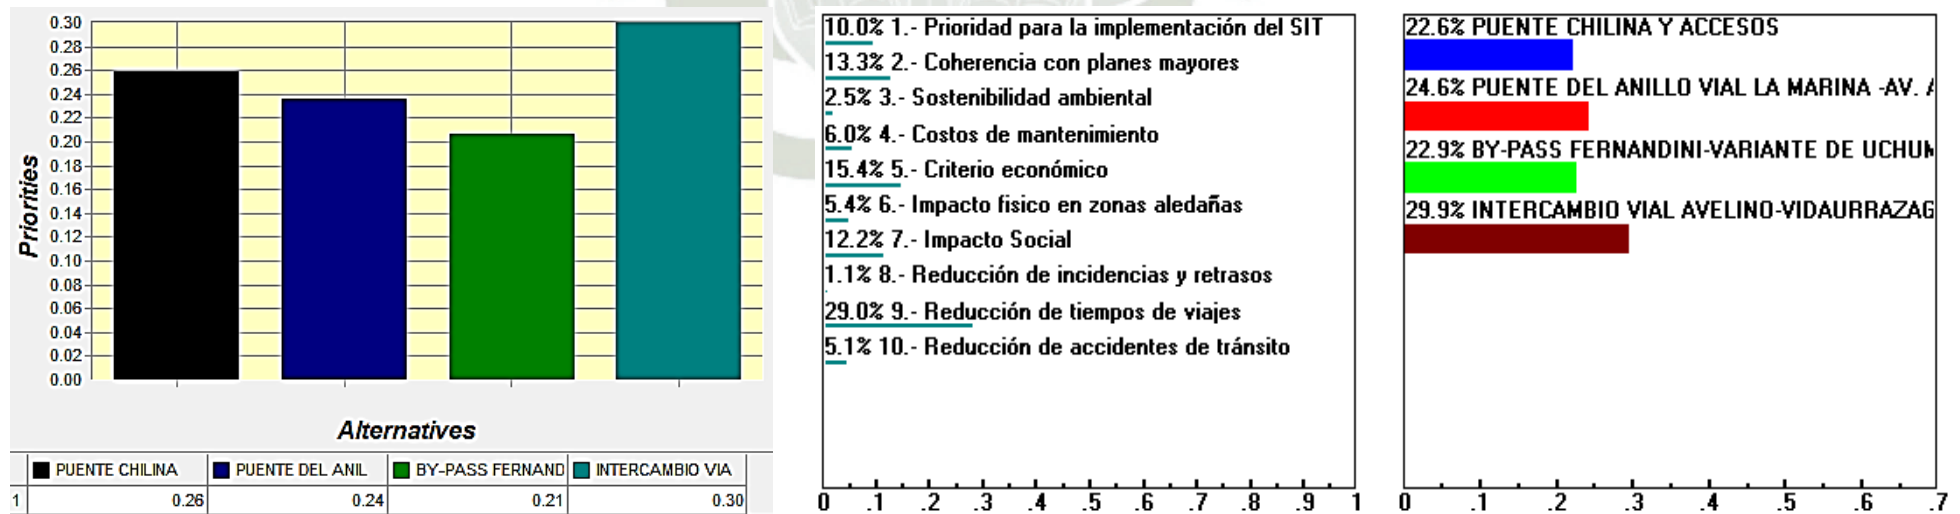 0.30
0.28
0.26
0.24
0.22
0.20
0.18
0.16
0.14
0.12
0.10
0.08
0.06
0.04
0.02
0.00
Priorities
Alternatives
PUENTE CHILINA PUENTE DEL ANIL BY-PASS FERNAND INTERCAMBIO VIA
1 0.26 0.24 0.21 0.30
10.0% 1.- Prioridad para la implementación del SIT
13.3% 2.- Coherencia con planes mayores
2.5% 3.- Sostenibilidad ambiental
6.0% 4.- Costos de mantenimiento
15.4% 5.- Criterio económico
5.4% 6.- Impacto fisico en zonas aledañas
12.2% 7.- Impacto Social
1.1% 8.- Reducción de incidencias y retrasos
29.0% 9.- Reducción de tiempos de viajes
5.1% 10.- Reducción de accidentes de tránsito
0 .1 .2 .3 .4 .5 .6 .7 .8 .9 1
22.6% PUENTE CHILINA Y ACCESOS
24.6% PUENTE DEL ANILLO VIAL LA MARINA -AV.
22.9% BY-PASS FERNANDINI-VARIANTE DE UCHUM
29.9% INTERCAMBIO VIAL AVELINO-VIDAURRAZAG
0 .1 .2 .3 .4 .5 .6 .7